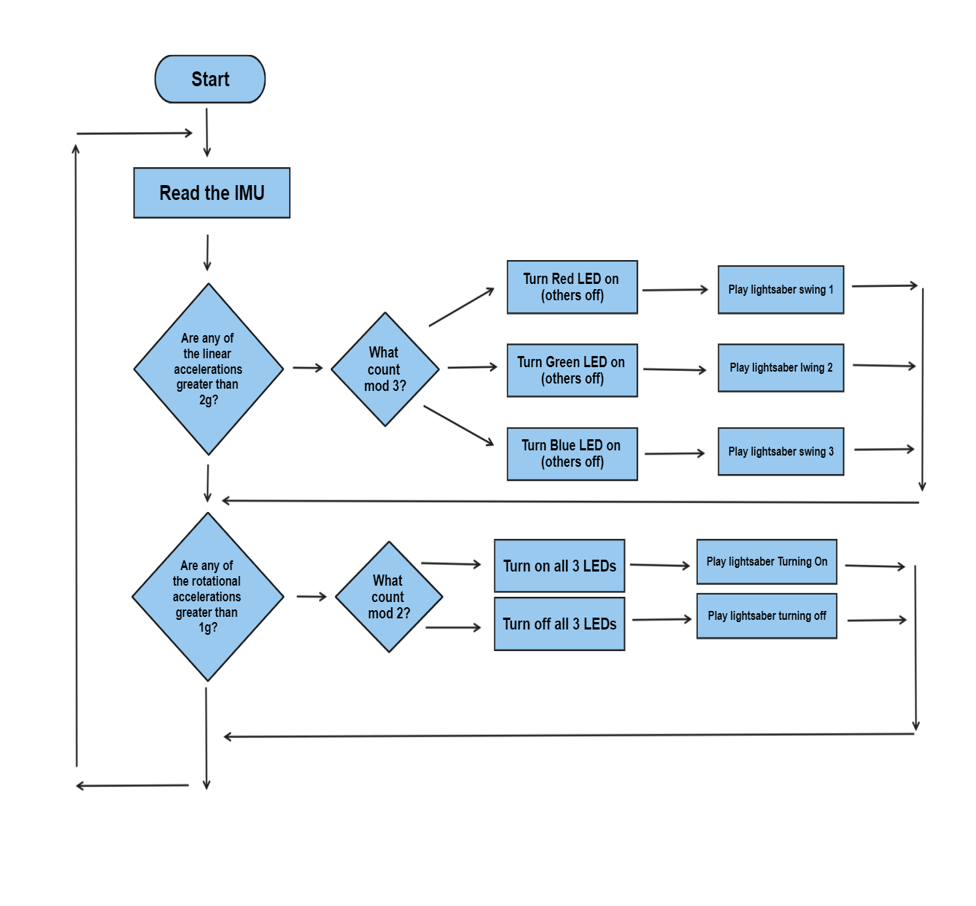 Start
Read the IMU
Are any of
the linear
accelerations
greater than
2g?
What
count
mod 3?
Turn Red LED on
(others off)
Play lightsaber swing 1
Turn Green LED on
(others off)
Play lightsaber lwing 2
Turn Blue LED on
(others off)
Play lightsaber swing 3
Are any of
the rotational
accelerations
greater than
1g?
What
count
mod 2?
Turn on all 3 LEDs
Play lightsaber Turning On
Turn off all 3 LEDs
Play lightsaber turning off